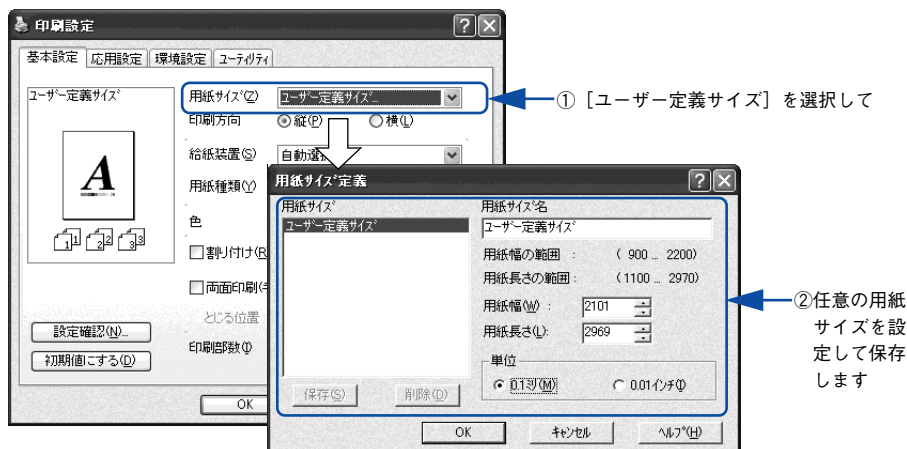 印刷設定
基本設定 応用設定 環境設定 ユーティリティ
ユーザー定義サイズ
A
1 1 2 2 3 3
設定確認(N)...
初期値にする(D)
用紙サイズ(Z) ユーザー定義サイズ...
印刷方向 縦(P) 横(L)
給紙装置(S) 自動選
用紙種類(Y)
色
割り付け(R
両面印刷(
とじる位置
印刷部数(I)
OK
①［ユーザー定義サイズ］を選択して
用紙サイズ定義
用紙サイズ
ユーザー定義サイズ
保存(S) 削除(D)
用紙サイズ名
ユーザー定義サイズ
用紙幅の範囲 : ( 900 ... 2200)
用紙長さの範囲 : (1100 ... 2970)
用紙幅(W) : 2101
用紙長さ(L): 2969
単位
0.1ミリ(M) 0.01インチ(I)
OK キャンセル ヘルプ(H)
②任意の用紙
サイズを設
定して保存
します